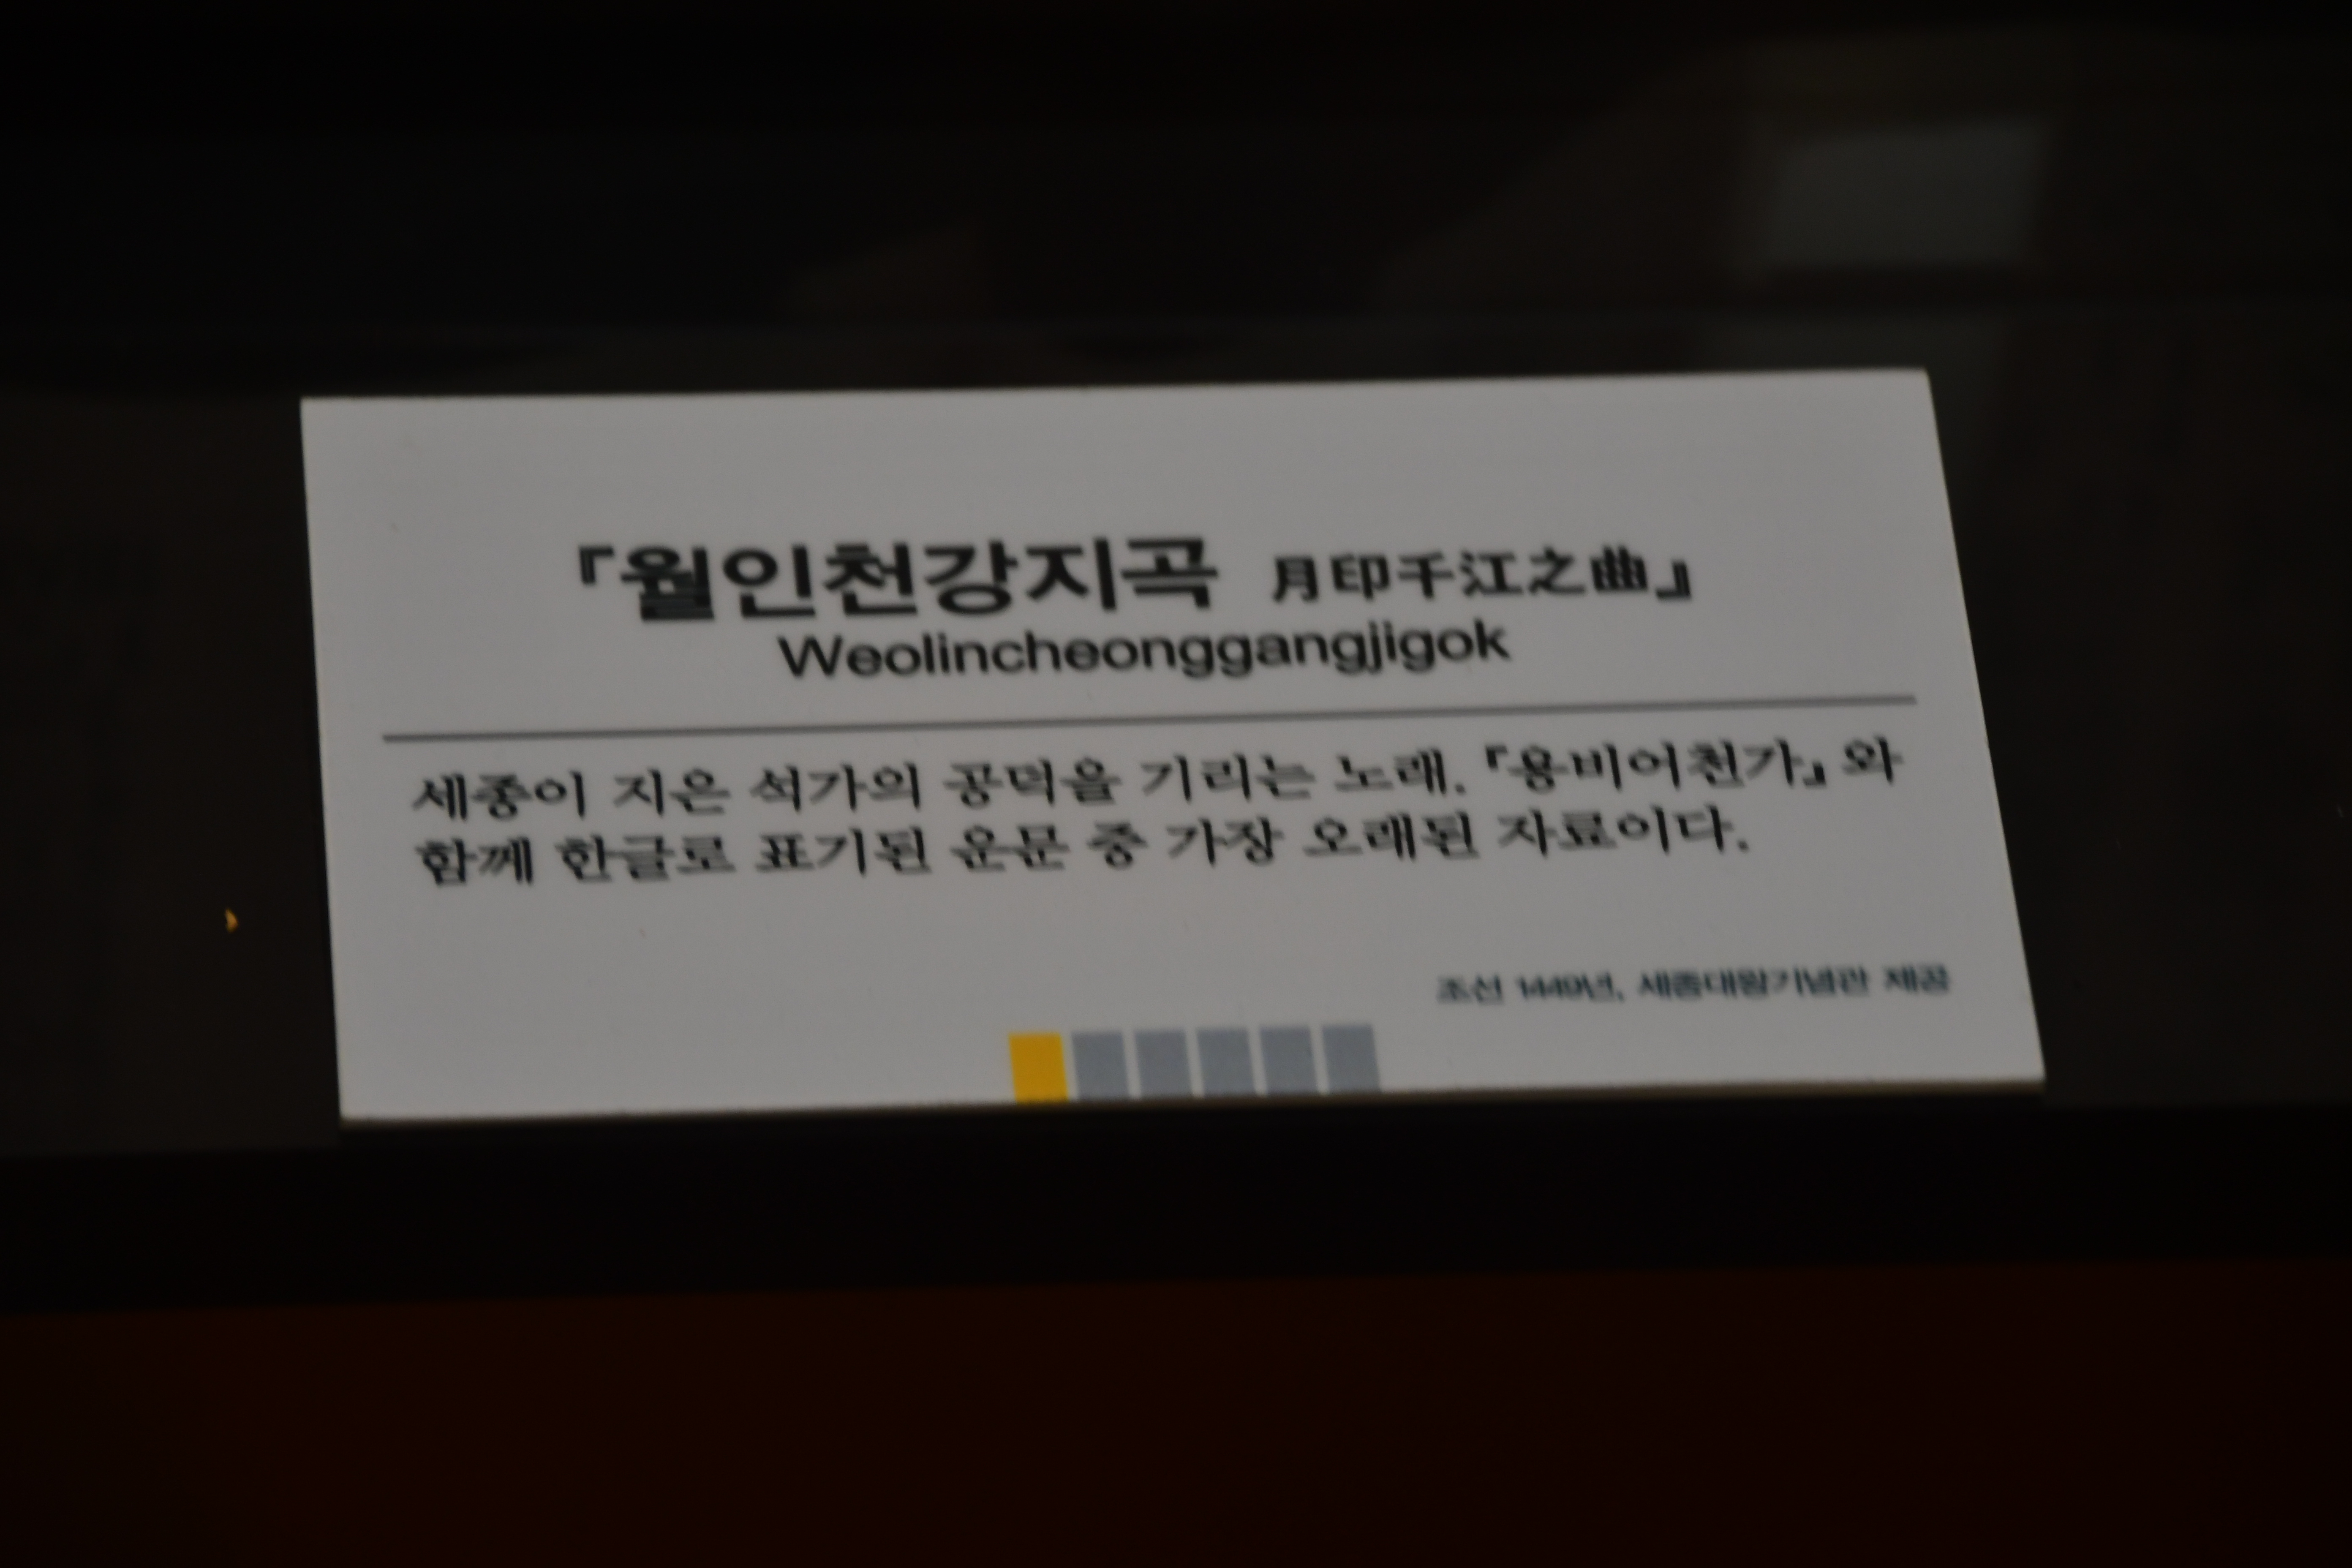 『월인천강지곡 月印千江之曲』
Weolincheonggangjigok
세종이 지은 석가의 공덕을 기리는 노래. 『용비어천가』와
함께 한글로 표기된 운문 중 가장 오래된 자료이다.
조선 1449년, 세종대왕기념관 제공